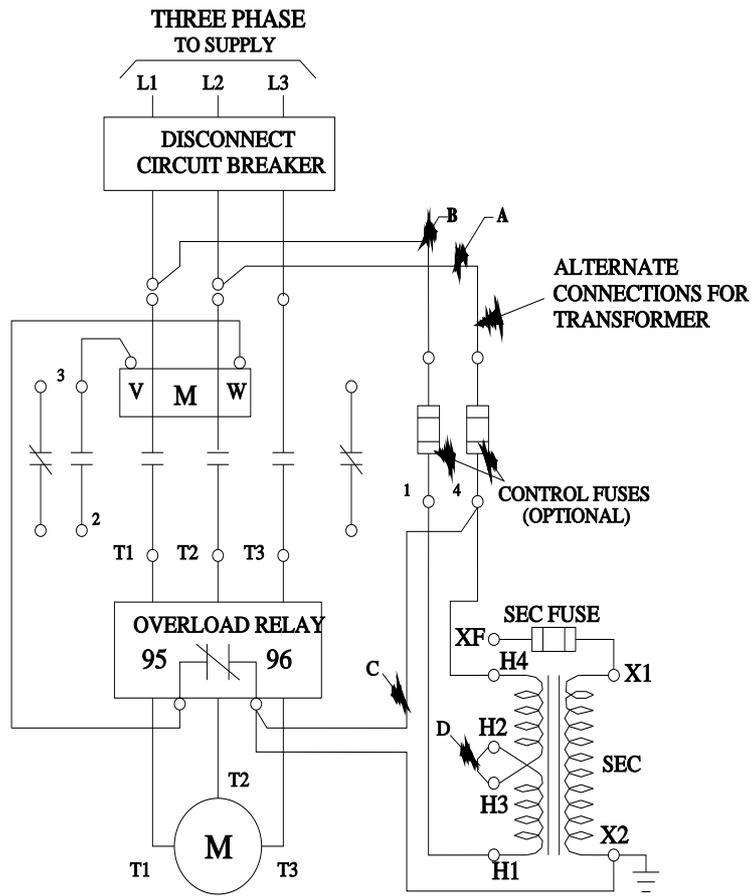 THREE PHASE
TO SUPPLY
L1 L2 L3
DISCONNECT
CIRCUIT BREAKER
B A
ALTERNATE
CONNECTIONS FOR
TRANSFORMER
3
V M W
1 4
CONTROL FUSES
(OPTIONAL)
2
T1 T2 T3
OVERLOAD RELAY
95 96
SEC FUSE
XF
H4 X1
C
D
H2
SEC
H3
T2
X2
M
T1 T3
H1